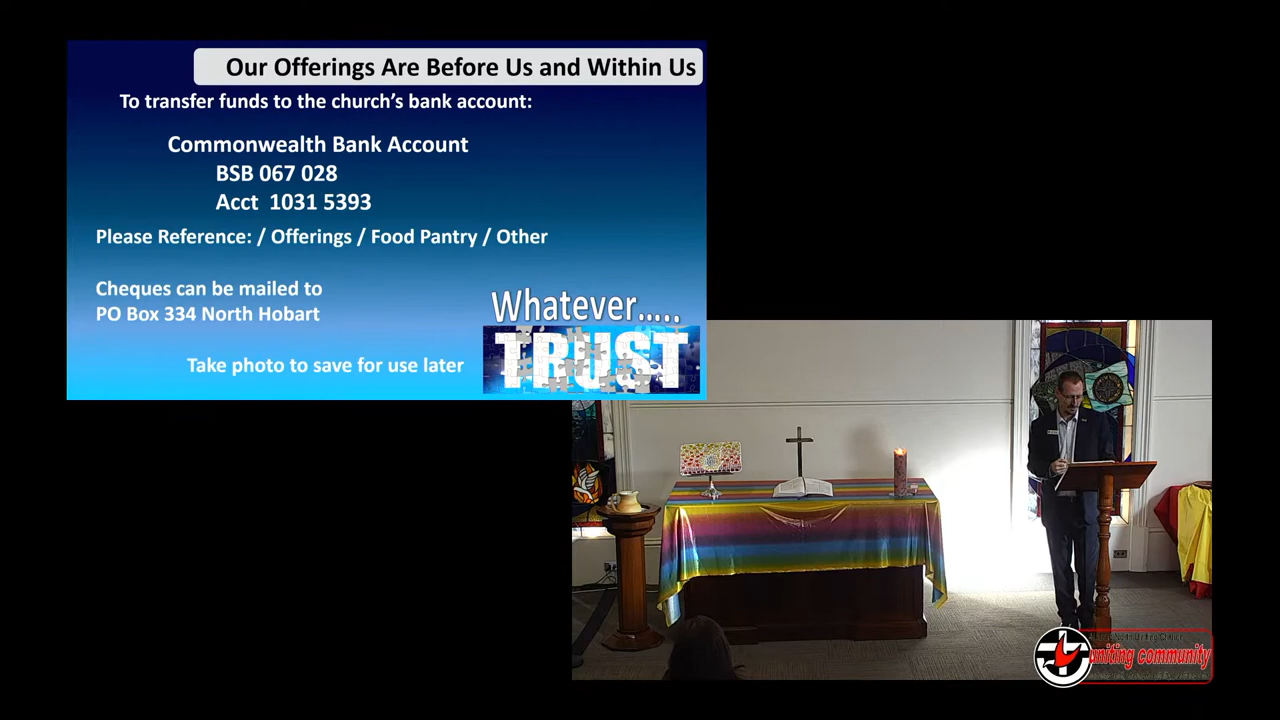 Our Offerings Are Before Us and Within Us
To transfer funds to the church's bank account:
Commonwealth Bank Account
BSB 067 028
Acct 1031 5393
Please Reference: / Offerings / Food Pantry / Other
Cheques can be mailed to
PO Box 334 North Hobart
Whatever.....
TRUST
Take photo to save for use later
uniting community